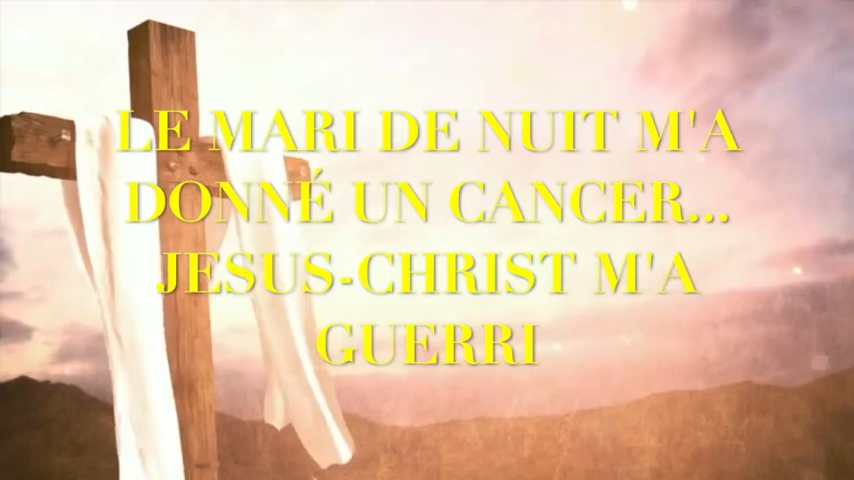 LE MARI DE NUIT M'A
DONNÉ UN CANCER...
JESUS-CHRIST M'A
GUERRI